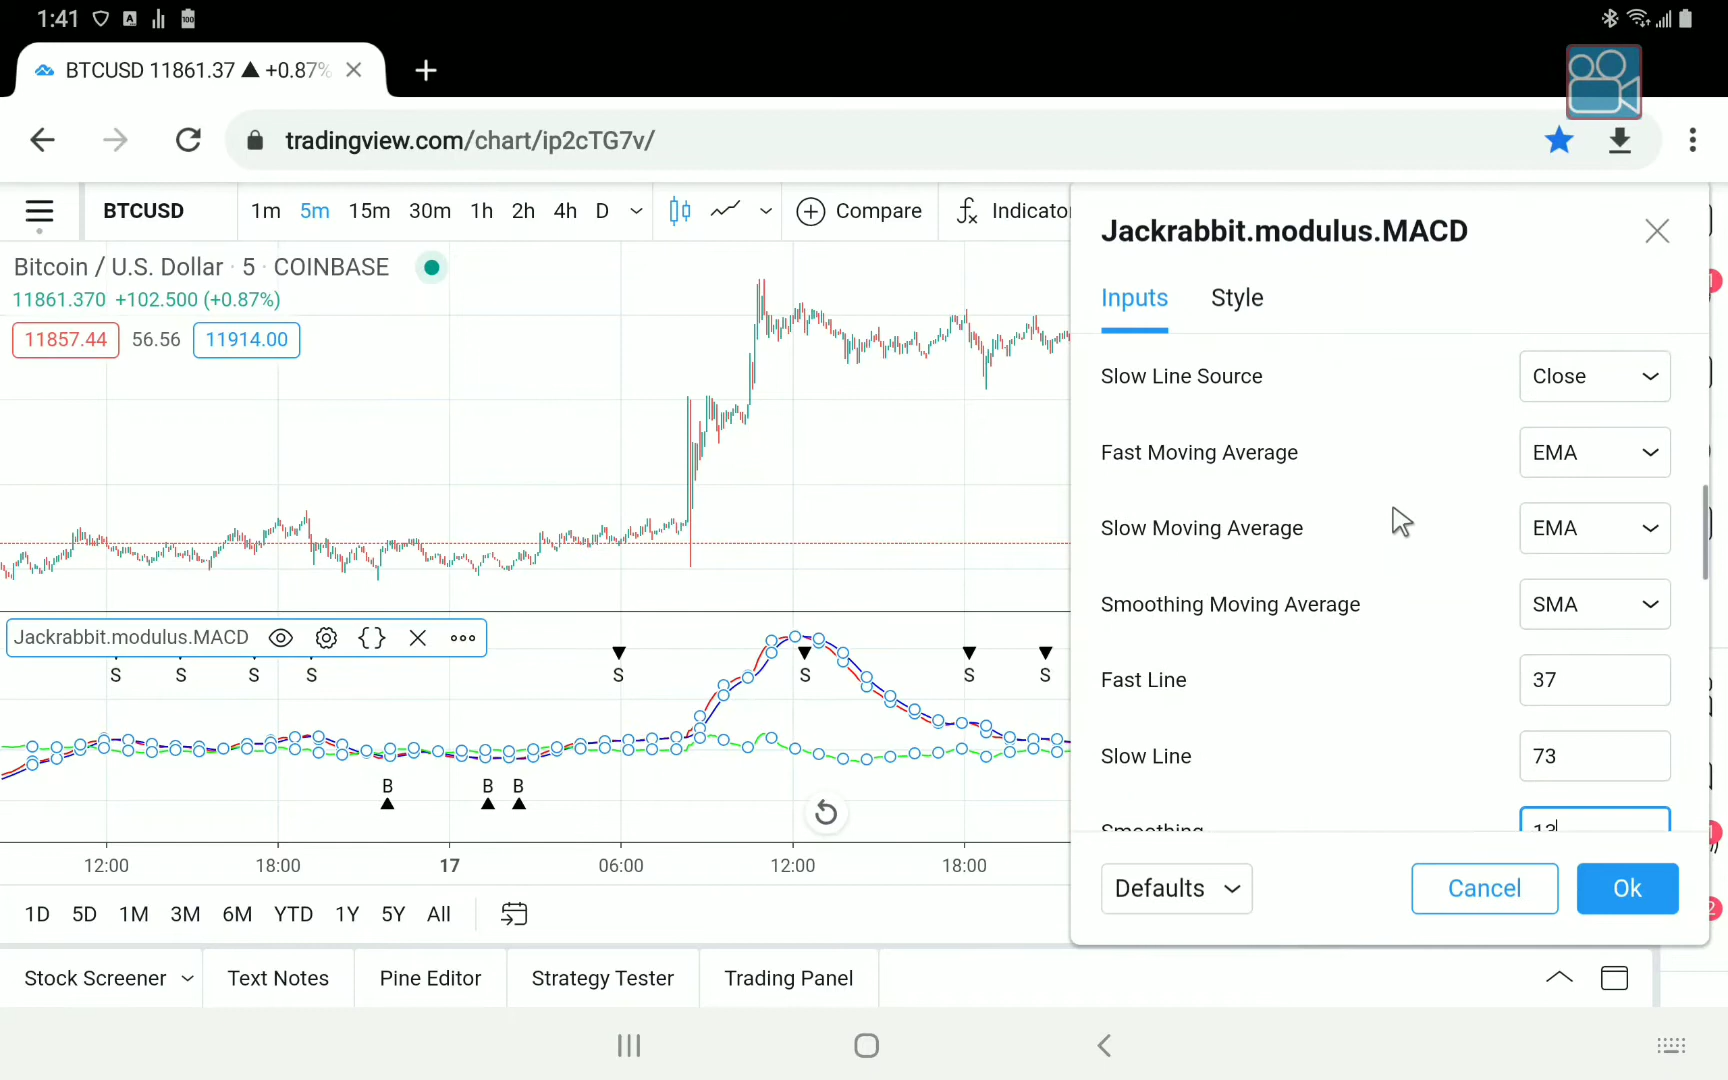 1:41
BTCUSD 11861.37 ▲ +0.87%
tradingview.com/chart/ip2cTG7v/
BTCUSD 1m 5m 15m 30m 1h 2h 4h D Compare Indicato
Bitcoin / U.S. Dollar · 5 · COINBASE
11861.370 +102.500 (+0.87%)
11857.44 56.56 11914.00
Jackrabbit.modulus.MACD
S S S S S S S S
B B B
12:00 18:00 17 06:00 12:00 18:00
1D 5D 1M 3M 6M YTD 1Y 5Y All
Jackrabbit.modulus.MACD
Inputs Style
Slow Line Source Close
Fast Moving Average EMA
Slow Moving Average EMA
Smoothing Moving Average SMA
Fast Line 37
Slow Line 73
Smoothing 13
Defaults Cancel Ok
Stock Screener Text Notes Pine Editor Strategy Tester Trading Panel